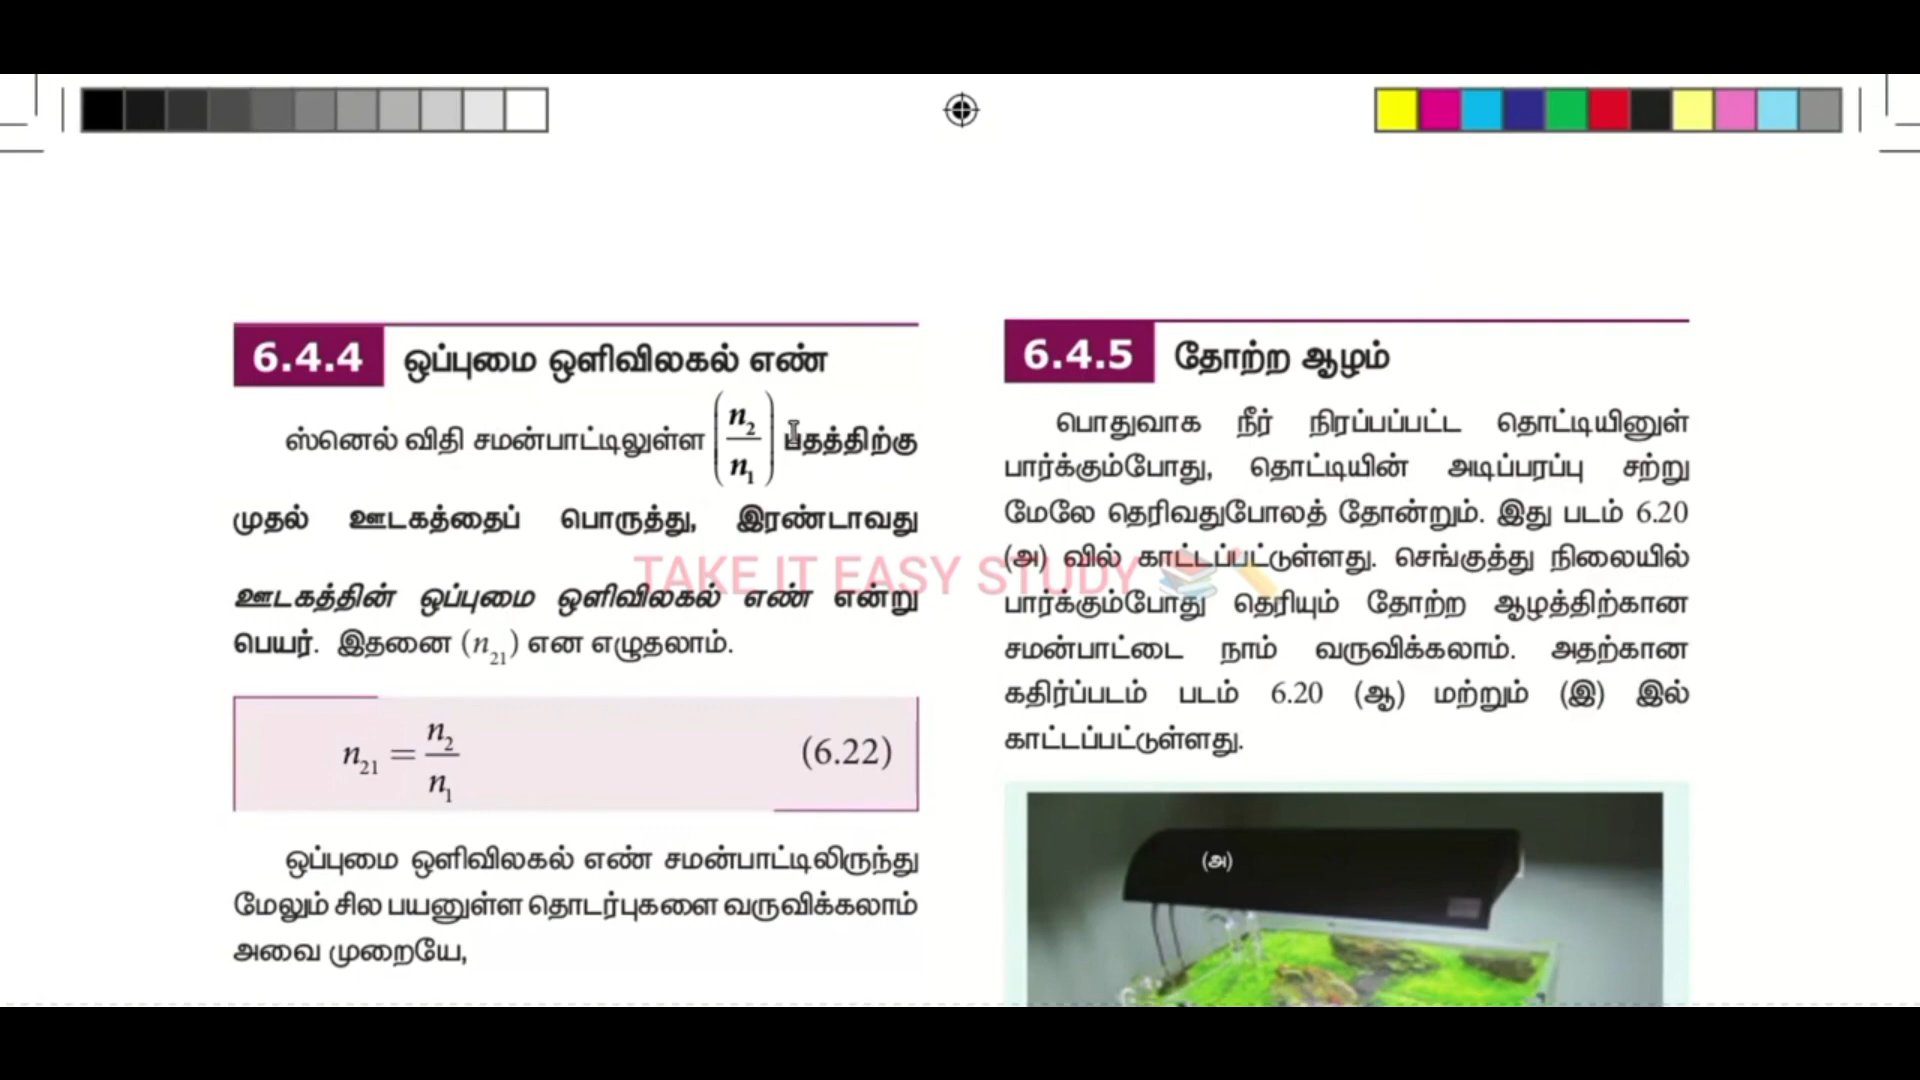 6.4.4 ஒப்புமை ஒளிவிலகல் எண்
ஸ்னெல் விதி சமன்பாட்டிலுள்ள (n₂/n₁) பதத்திற்கு
முதல் ஊடகத்தைப் பொருத்து, இரண்டாவது
ஊடகத்தின் ஒப்புமை ஒளிவிலகல் எண் என்று
பெயர். இதனை (n₂₁) என எழுதலாம்.
n₂₁ = n₂/n₁ (6.22)
ஒப்புமை ஒளிவிலகல் எண் சமன்பாட்டிலிருந்து
மேலும் சில பயனுள்ள தொடர்புகளை வருவிக்கலாம்
அவை முறையே,
6.4.5 தோற்ற ஆழம்
பொதுவாக நீர் நிரப்பப்பட்ட தொட்டியினுள்
பார்க்கும்போது, தொட்டியின் அடிப்பரப்பு சற்று
மேலே தெரிவதுபோலத் தோன்றும். இது படம் 6.20
(அ) வில் காட்டப்பட்டுள்ளது. செங்குத்து நிலையில்
பார்க்கும்போது தெரியும் தோற்ற ஆழத்திற்கான
சமன்பாட்டை நாம் வருவிக்கலாம். அதற்கான
கதிர்ப்படம் படம் 6.20 (ஆ) மற்றும் (இ) இல்
காட்டப்பட்டுள்ளது.
(அ)
TAKE IT EASY STUDY